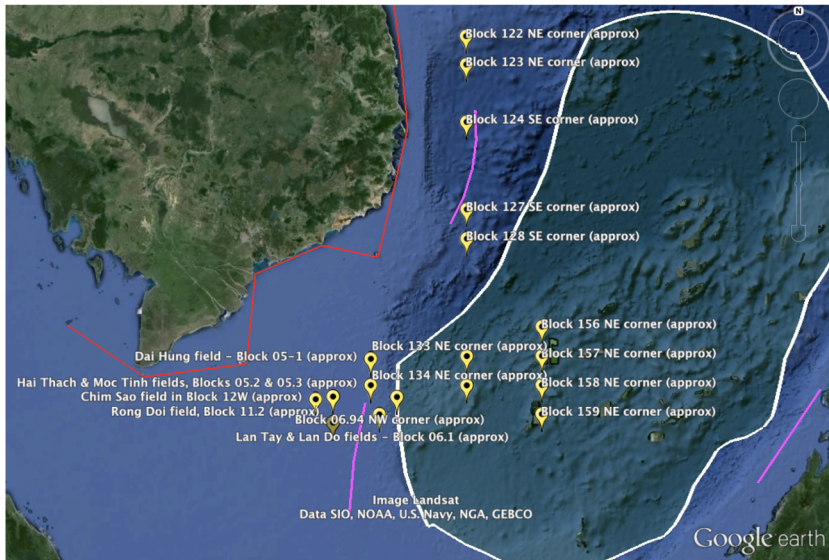 N
Block 122 NE corner (approx)
Block 123 NE corner (approx)
Block 124 SE corner (approx)
Block 127 SE corner (approx)
Block 128 SE corner (approx)
Block 156 NE corner (approx)
Block 133 NE corner (approx)
Dai Hung field - Block 05-1 (approx)
Block 157 NE corner (approx)
Block 134 NE corner (approx)
Hai Thach & Moc Tinh fields, Blocks 05.2 & 05.3 (approx)
Block 158 NE corner (approx)
Chim Sao field in Block 12W (approx)
Rong Doi field, Block 11.2 (approx)
Block 159 NE corner (approx)
Block 06.94 NW corner (approx)
Lan Tay & Lan Do fields - Block 06.1 (approx)
Image Landsat
Data SIO, NOAA, U.S. Navy, NGA, GEBCO
Google earth